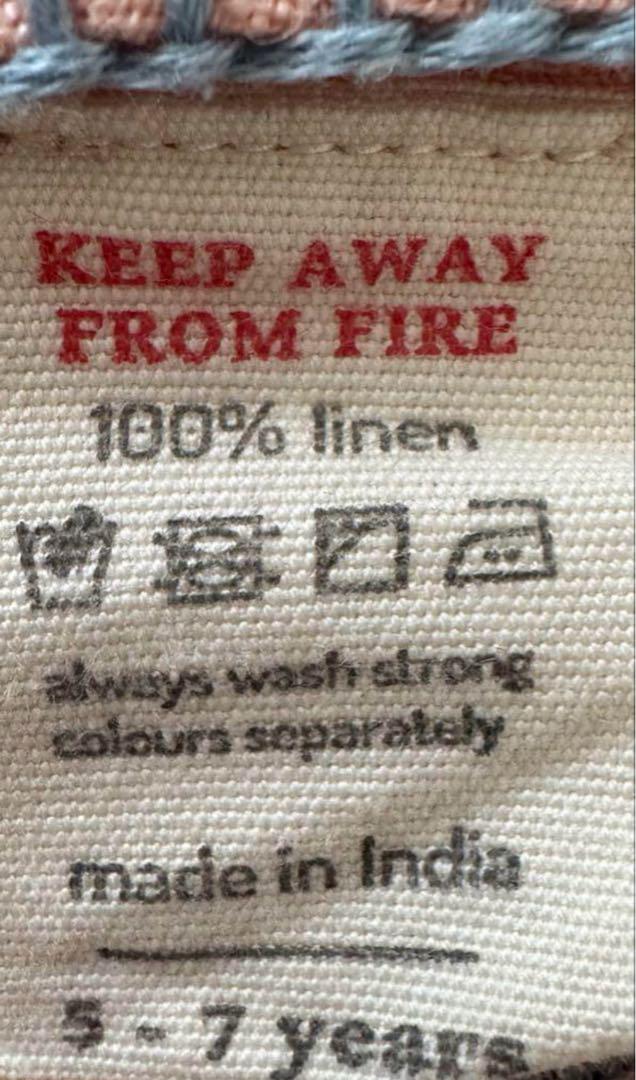 KEEP AWAY
FROM FIRE
100% linen
always wash strong
colours separately
made in India
5 - 7 years